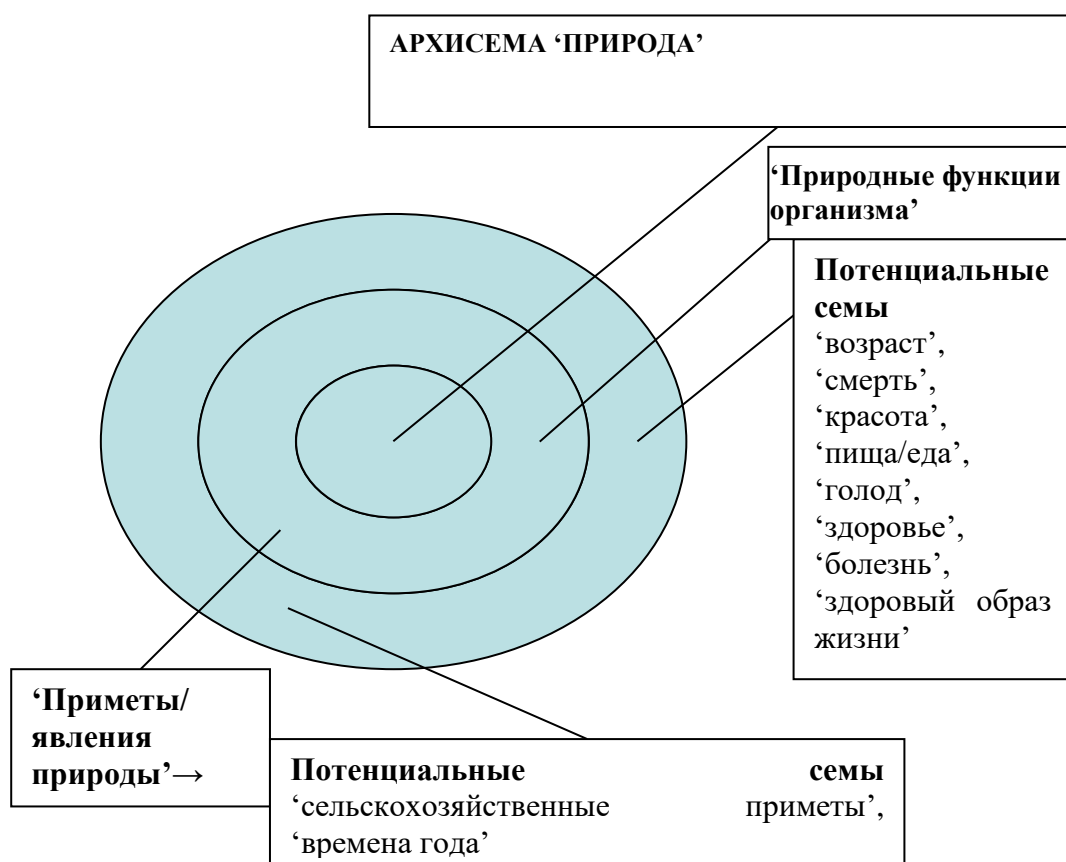 АРХИСЕМА ‘ПРИРОДА’
‘Природные функции
организма’
Потенциальные
семы
‘возраст’,
‘смерть’,
‘красота’,
‘пища/еда’,
‘голод’,
‘здоровье’,
‘болезнь’,
‘здоровый образ
жизни’
‘Приметы/
явления
природы’→
Потенциальные семы
‘сельскохозяйственные приметы’,
‘времена года’